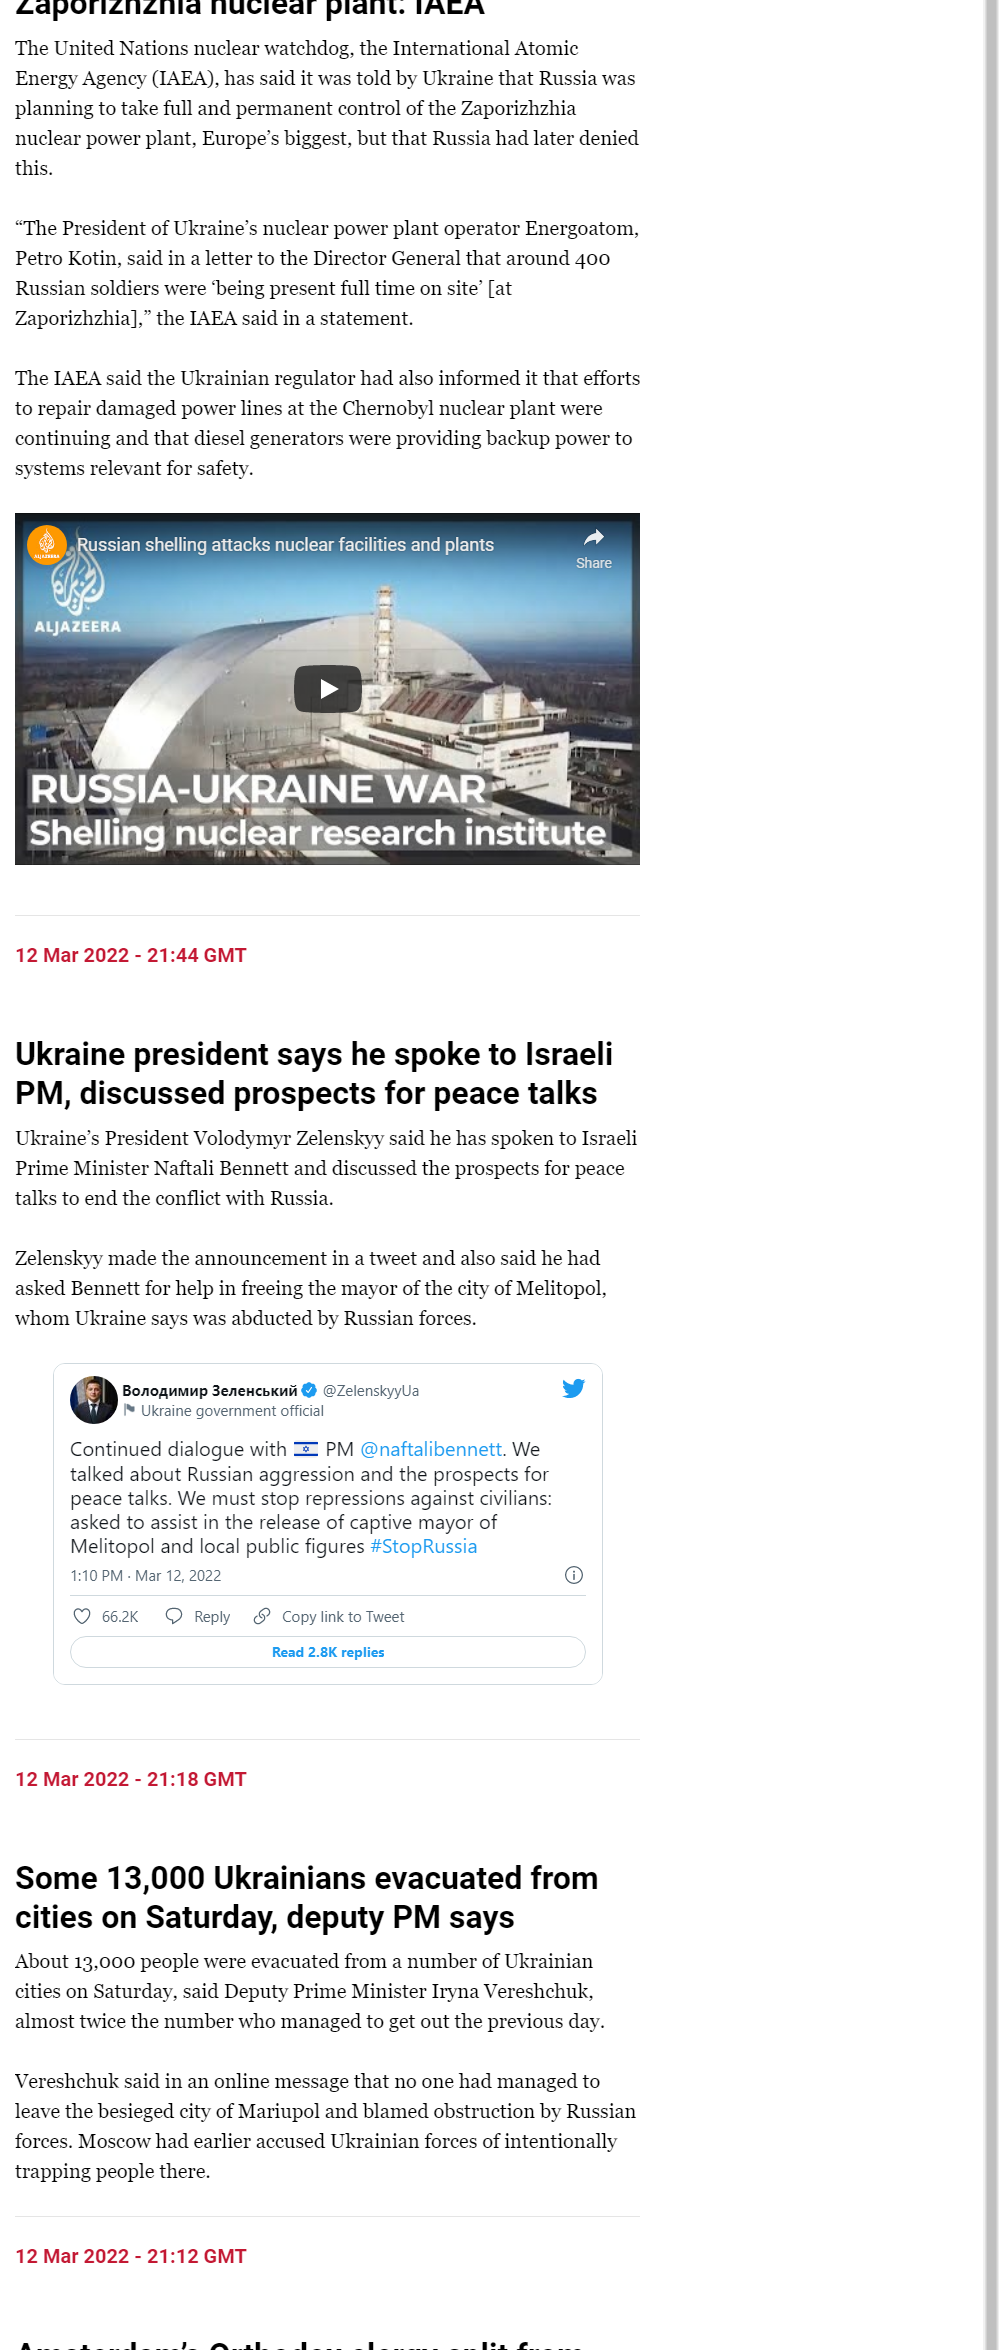 Zaporizhzhia nuclear plant: IAEA
The United Nations nuclear watchdog, the International Atomic
Energy Agency (IAEA), has said it was told by Ukraine that Russia was
planning to take full and permanent control of the Zaporizhzhia
nuclear power plant, Europe’s biggest, but that Russia had later denied
this.
“The President of Ukraine’s nuclear power plant operator Energoatom,
Petro Kotin, said in a letter to the Director General that around 400
Russian soldiers were ‘being present full time on site’ [at
Zaporizhzhia],” the IAEA said in a statement.
The IAEA said the Ukrainian regulator had also informed it that efforts
to repair damaged power lines at the Chernobyl nuclear plant were
continuing and that diesel generators were providing backup power to
systems relevant for safety.
Russian shelling attacks nuclear facilities and plants
Share
ALJAZEERA
ALJAZEERA
RUSSIA-UKRAINE WAR
Shelling nuclear research institute
12 Mar 2022 - 21:44 GMT
Ukraine president says he spoke to Israeli
PM, discussed prospects for peace talks
Ukraine’s President Volodymyr Zelenskyy said he has spoken to Israeli
Prime Minister Naftali Bennett and discussed the prospects for peace
talks to end the conflict with Russia.
Zelenskyy made the announcement in a tweet and also said he had
asked Bennett for help in freeing the mayor of the city of Melitopol,
whom Ukraine says was abducted by Russian forces.
Володимир Зеленський @ZelenskyyUa
Ukraine government official
Continued dialogue with 🇮🇱 PM @naftalibennett. We
talked about Russian aggression and the prospects for
peace talks. We must stop repressions against civilians:
asked to assist in the release of captive mayor of
Melitopol and local public figures #StopRussia
1:10 PM · Mar 12, 2022
66.2K Reply Copy link to Tweet
Read 2.8K replies
12 Mar 2022 - 21:18 GMT
Some 13,000 Ukrainians evacuated from
cities on Saturday, deputy PM says
About 13,000 people were evacuated from a number of Ukrainian
cities on Saturday, said Deputy Prime Minister Iryna Vereshchuk,
almost twice the number who managed to get out the previous day.
Vereshchuk said in an online message that no one had managed to
leave the besieged city of Mariupol and blamed obstruction by Russian
forces. Moscow had earlier accused Ukrainian forces of intentionally
trapping people there.
12 Mar 2022 - 21:12 GMT
Amsterdam’s Orthodox clergy split from